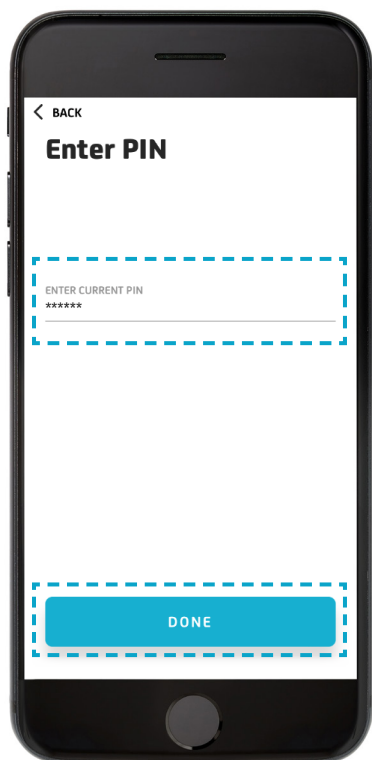 BACK
Enter PIN
ENTER CURRENT PIN
******
DONE